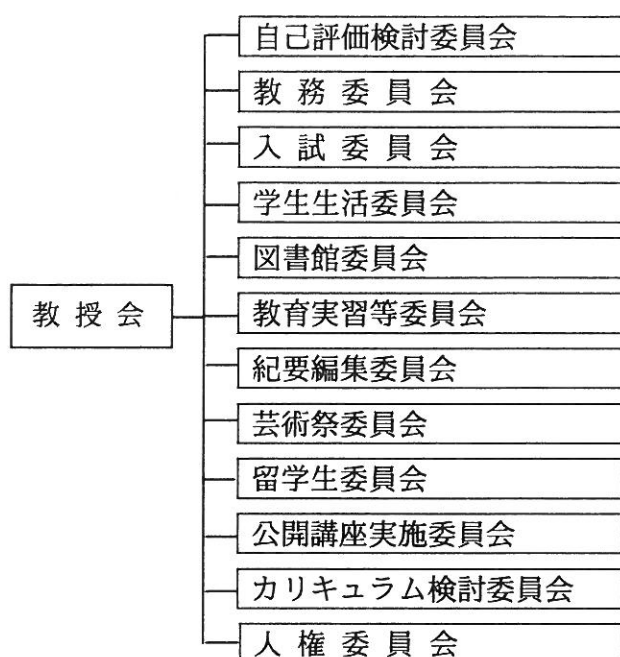 自己評価検討委員会
教務委員会
入試委員会
学生生活委員会
図書館委員会
教授会
教育実習等委員会
紀要編集委員会
芸術祭委員会
留学生委員会
公開講座実施委員会
カリキュラム検討委員会
人権委員会